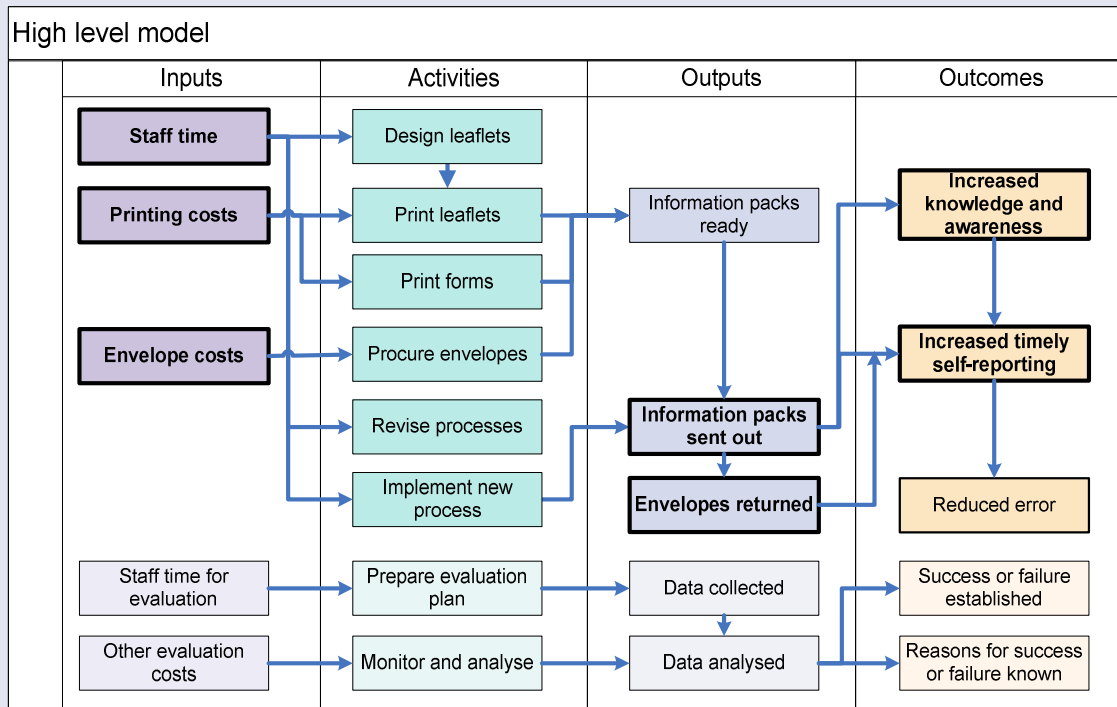 High level model
Inputs
Activities
Outputs
Outcomes
Staff time
Printing costs
Envelope costs
Staff time for
evaluation
Other evaluation
costs
Design leaflets
Print leaflets
Print forms
Procure envelopes
Revise processes
Implement new
process
Prepare evaluation
plan
Monitor and analyse
Information packs
ready
Information packs
sent out
Envelopes returned
Data collected
Data analysed
Increased
knowledge and
awareness
Increased timely
self-reporting
Reduced error
Success or failure
established
Reasons for success
or failure known